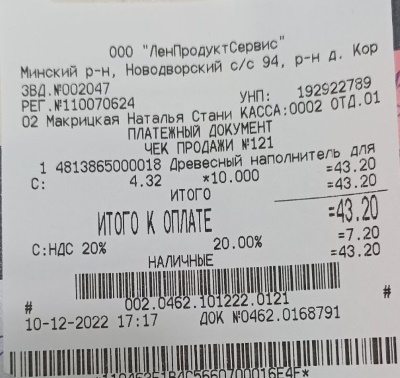 ООО "ЛенПродуктСервис"
Минский р-н, Новодворский с/с 94, р-н д. Кор
ЗВД.№002047
РЕГ.№110070624 УНП: 192922789
02 Макрицкая Наталья Стани КАССА:0002 ОТД.01
ПЛАТЕЖНЫЙ ДОКУМЕНТ
ЧЕК ПРОДАЖИ №121
1 4813865000018 Древесный наполнитель для
С: 4.32 *10.000 =43.20
ИТОГО =43.20
ИТОГО К ОПЛАТЕ =43.20
С:НДС 20% 20.00% =7.20
НАЛИЧНЫЕ =43.20
# 002.0462.101222.0121 #
10-12-2022 17:17 ДОК №0462.0168791